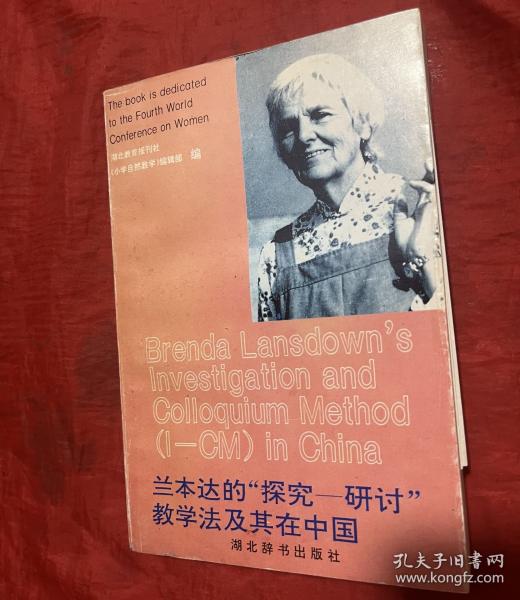 The book is dedicated
to the Fourth World
Conference on Women
湖北教育报刊社
《小学自然教学》编辑部 编
Brenda Lansdown's
Investigation and
Colloquium Method
(I—CM) in China
兰本达的“探究—研讨”
教学法及其在中国
湖北辞书出版社
孔夫子旧书网
www.kongfz.com